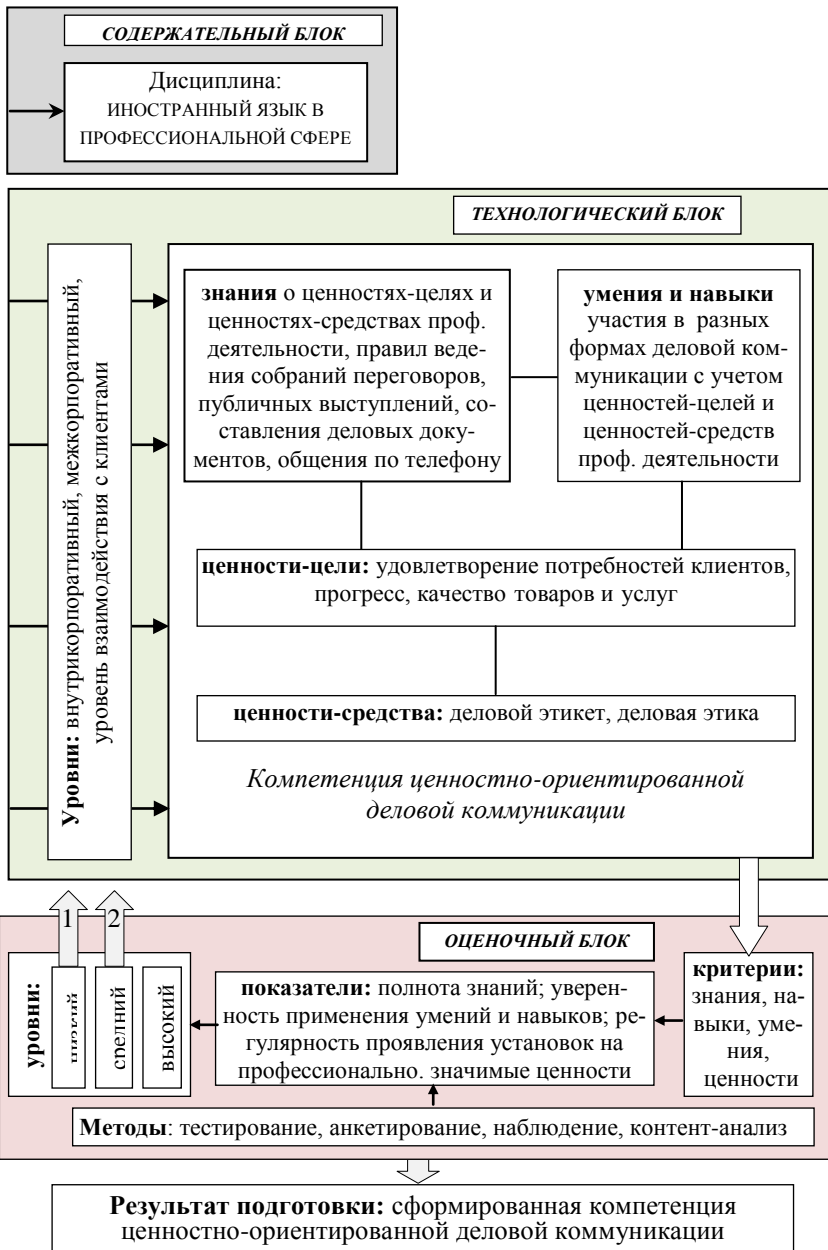 СОДЕРЖАТЕЛЬНЫЙ БЛОК
Дисциплина:
ИНОСТРАННЫЙ ЯЗЫК В
ПРОФЕССИОНАЛЬНОЙ СФЕРЕ
ТЕХНОЛОГИЧЕСКИЙ БЛОК
Уровни: внутрикорпоративный, межкорпоративный,
уровень взаимодействия с клиентами
знания о ценностях-целях и
ценностях-средствах проф.
деятельности, правил веде-
ния собраний переговоров,
публичных выступлений, со-
ставления деловых доку-
ментов, общения по телефону
умения и навыки
участия в разных
формах деловой ком-
муникации с учетом
ценностей-целей и
ценностей-средств
проф. деятельности
ценности-цели: удовлетворение потребностей клиентов,
прогресс, качество товаров и услуг
ценности-средства: деловой этикет, деловая этика
Компетенция ценностно-ориентированной
деловой коммуникации
1
2
ОЦЕНОЧНЫЙ БЛОК
уровни:
низкий
средний
высокий
показатели: полнота знаний; уверен-
ность применения умений и навыков; ре-
гулярность проявления установок на
профессионально. значимые ценности
критерии:
знания, на-
выки, уме-
ния,
ценности
Методы: тестирование, анкетирование, наблюдение, контент-анализ
Результат подготовки: сформированная компетенция
ценностно-ориентированной деловой коммуникации